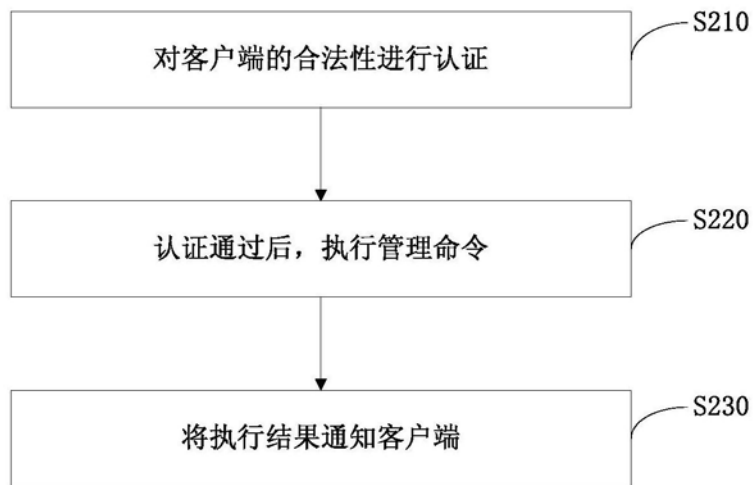 S210
对客户端的合法性进行认证
S220
认证通过后，执行管理命令
S230
将执行结果通知客户端